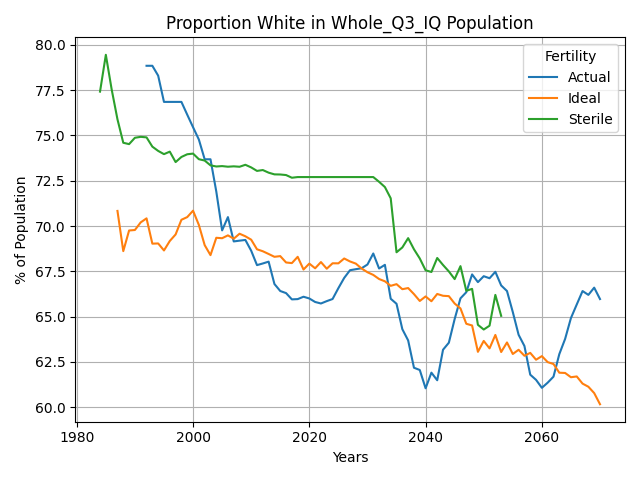 Proportion White in Whole_Q3_IQ Population
80.0
77.5
75.0
72.5
70.0
67.5
65.0
62.5
60.0
% of Population
Fertility
Actual
Ideal
Sterile
1980
2000
2020
2040
2060
Years